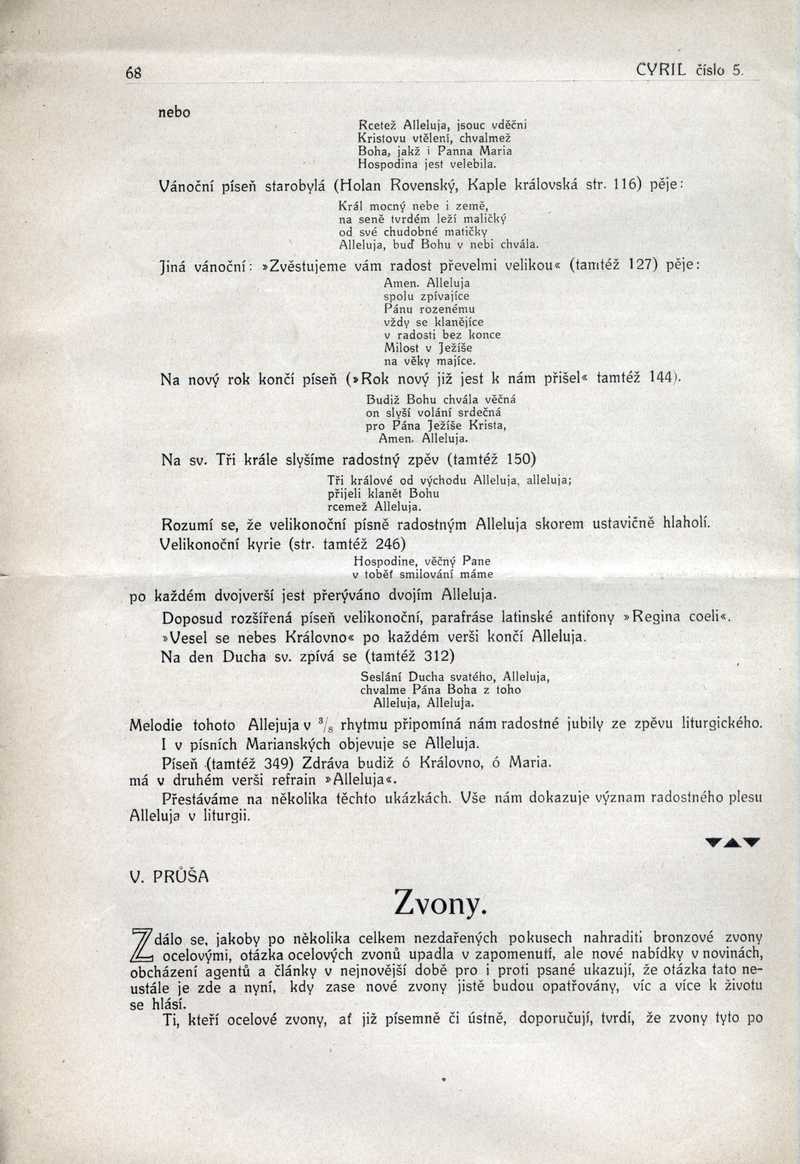 68
CYRIL číslo 5.
nebo
Rcetež Alleluja, jsouc vděčni
Kristovu vtělení, chvalmež
Boha, jakž i Panna Maria
Hospodina jest velebila.
Vánoční píseň starobylá (Holan Rovenský, Kaple královská str. 116) pěje:
Král mocný nebe i země,
na seně tvrdém leží maličký
od své chudobné matičky
Alleluja, buď Bohu v nebi chvála.
Jiná vánoční: »Zvěstujeme vám radost převelmi velikou« (tamtéž 127) pěje:
Amen. Alleluja
spolu zpívajíce
Pánu rozenému
vždy se klanějíce
v radosti bez konce
Milost v Ježíše
na věky majíce.
Na nový rok končí píseň (»Rok nový již jest k nám přišel« tamtéž 144).
Budiž Bohu chvála věčná
on slyší volání srdečná
pro Pána Ježíše Krista,
Amen. Alleluja.
Na sv. Tři krále slyšíme radostný zpěv (tamtéž 150)
Tři králové od východu Alleluja, alleluja;
přijeli klanět Bohu
rcemež Alleluja.
Rozumí se, že velikonoční písně radostným Alleluja skorem ustavičně hlaholí.
Velikonoční kyrie (str. tamtéž 246)
Hospodine, věčný Pane
v toběť smilování máme
po každém dvojverší jest přerýváno dvojím Alleluja.
Doposud rozšířená píseň velikonoční, parafráse latinské antifony »Regina coeli«.
»Vesel se nebes Královno« po každém verši končí Alleluja.
Na den Ducha sv. zpívá se (tamtéž 312)
Seslání Ducha svatého, Alleluja,
chvalme Pána Boha z toho
Alleluja, Alleluja.
Melodie tohoto Allejuja v 3/8 rhytmu připomíná nám radostné jubily ze zpěvu liturgického.
I v písních Marianských objevuje se Alleluja.
Píseň (tamtéž 349) Zdráva budiž ó Královno, ó Maria.
má v druhém verši refrain »Alleluja«.
Přestáváme na několika těchto ukázkách. Vše nám dokazuje význam radostného plesu
Alleluja v liturgii.
V. PRŮŠA
Zvony.
Zdálo se, jakoby po několika celkem nezdařených pokusech nahraditi bronzové zvony
ocelovými, otázka ocelových zvonů upadla v zapomenutí, ale nové nabídky v novinách,
obcházení agentů a články v nejnovější době pro i proti psané ukazují, že otázka tato ne-
ustále je zde a nyní, kdy zase nové zvony jistě budou opatřovány, víc a více k životu
se hlásí.
Ti, kteří ocelové zvony, ať již písemně či ústně, doporučují, tvrdí, že zvony tyto po